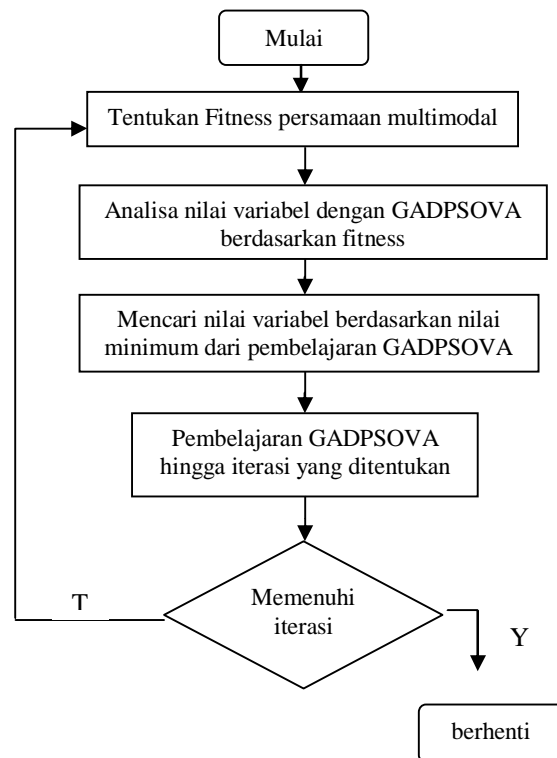 Mulai
Tentukan Fitness persamaan multimodal
Analisa nilai variabel dengan GADPSOVA
berdasarkan fitness
Mencari nilai variabel berdasarkan nilai
minimum dari pembelajaran GADPSOVA
Pembelajaran GADPSOVA
hingga iterasi yang ditentukan
Memenuhi
iterasi
T
Y
berhenti